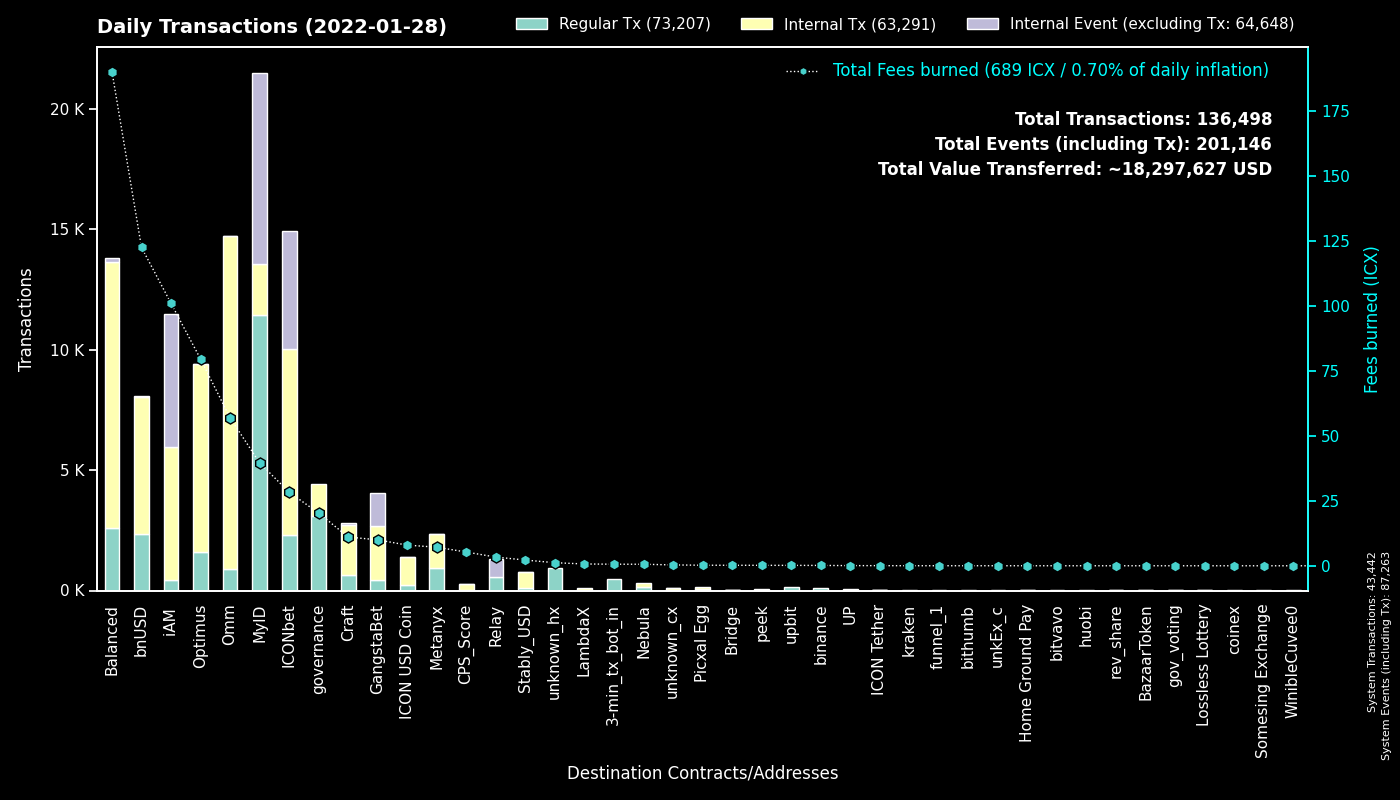 Daily Transactions (2022-01-28)
Regular Tx (73,207)
Internal Tx (63,291)
Internal Event (excluding Tx: 64,648)
Total Fees burned (689 ICX / 0.70% of daily inflation)
Total Transactions: 136,498
Total Events (including Tx): 201,146
Total Value Transferred: ~18,297,627 USD
Transactions
20 K
15 K
10 K
5 K
0 K
175
150
125
100
75
50
25
0
Fees burned (ICX)
Balanced
bnUSD
iAM
Optimus
Omm
MyID
ICONbet
governance
Craft
GangstaBet
ICON USD Coin
Metanyx
CPS_Score
Relay
Stably_USD
unknown_hx
LambdaX
3-min_tx_bot_in
Nebula
unknown_cx
Picxal Egg
Bridge
peek
upbit
binance
UP
ICON Tether
kraken
funnel_1
bithumb
unkEx_c
Home Ground Pay
bitvavo
huobi
rev_share
BazaarToken
gov_voting
Lossless Lottery
coinex
Somesing Exchange
WinibleCuvee0
Destination Contracts/Addresses
System Transactions: 43,442
System Events (including Tx): 87,263